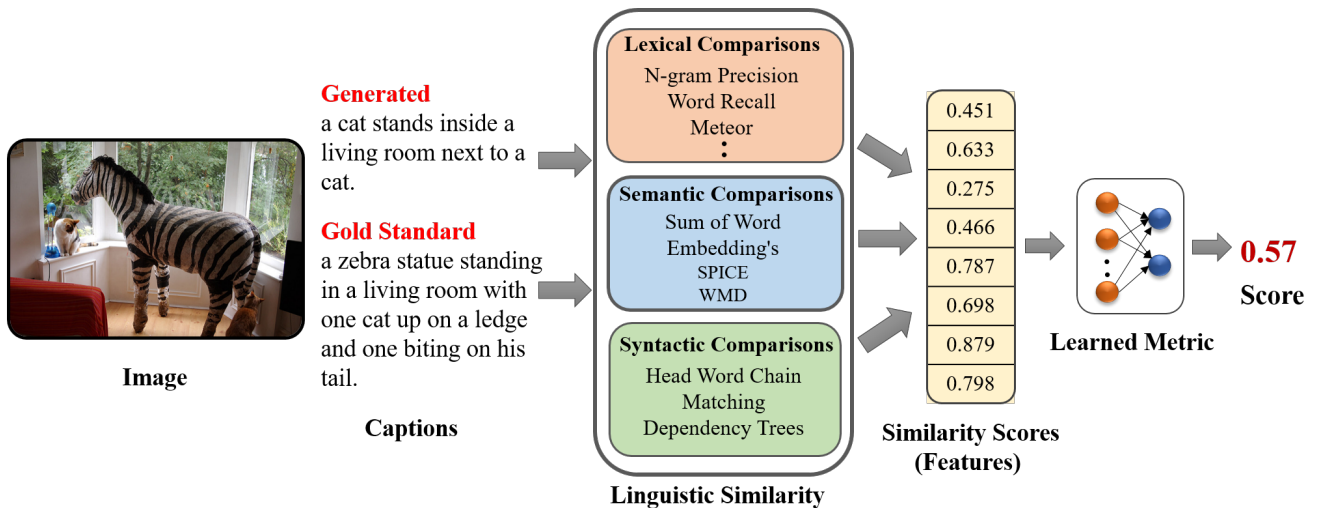 Generated
a cat stands inside a
living room next to a
cat.
Gold Standard
a zebra statue standing
in a living room with
one cat up on a ledge
and one biting on his
tail.
Image
Captions
Lexical Comparisons
N-gram Precision
Word Recall
Meteor
Semantic Comparisons
Sum of Word
Embedding's
SPICE
WMD
Syntactic Comparisons
Head Word Chain
Matching
Dependency Trees
Linguistic Similarity
0.451
0.633
0.275
0.466
0.787
0.698
0.879
0.798
Similarity Scores
(Features)
Learned Metric
0.57
Score